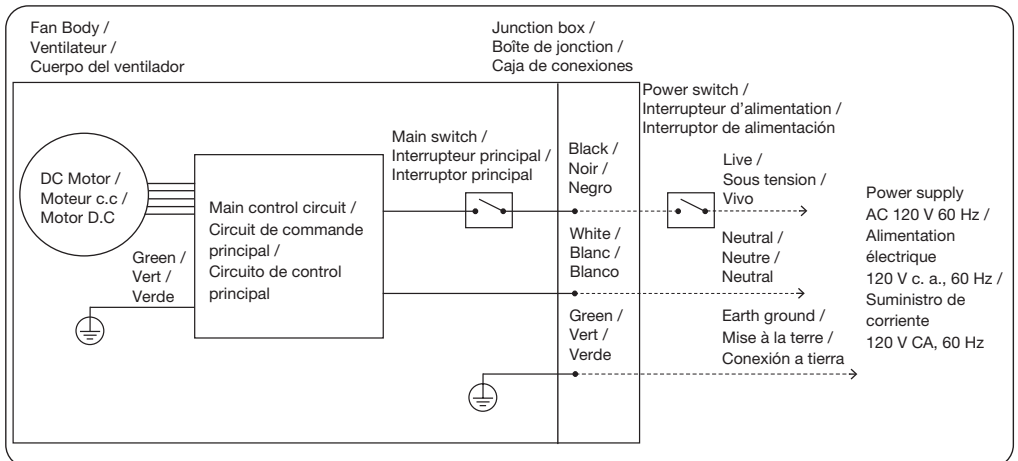 Fan Body /
Ventilateur /
Cuerpo del ventilador
Junction box /
Boîte de jonction /
Caja de conexiones
Power switch /
Interrupteur d'alimentation /
Interruptor de alimentación
Main switch /
Interrupteur principal /
Interruptor principal
Black /
Noir /
Negro
Live /
Sous tension /
Vivo
DC Motor /
Moteur c.c /
Motor D.C
Main control circuit /
Circuit de commande
principal /
Circuito de control
principal
Power supply
AC 120 V 60 Hz /
Alimentation
électrique
120 V c. a., 60 Hz /
Suministro de
corriente
120 V CA, 60 Hz
White /
Blanc /
Blanco
Neutral /
Neutre /
Neutral
Green /
Vert /
Verde
Green /
Vert /
Verde
Earth ground /
Mise à la terre /
Conexión a tierra